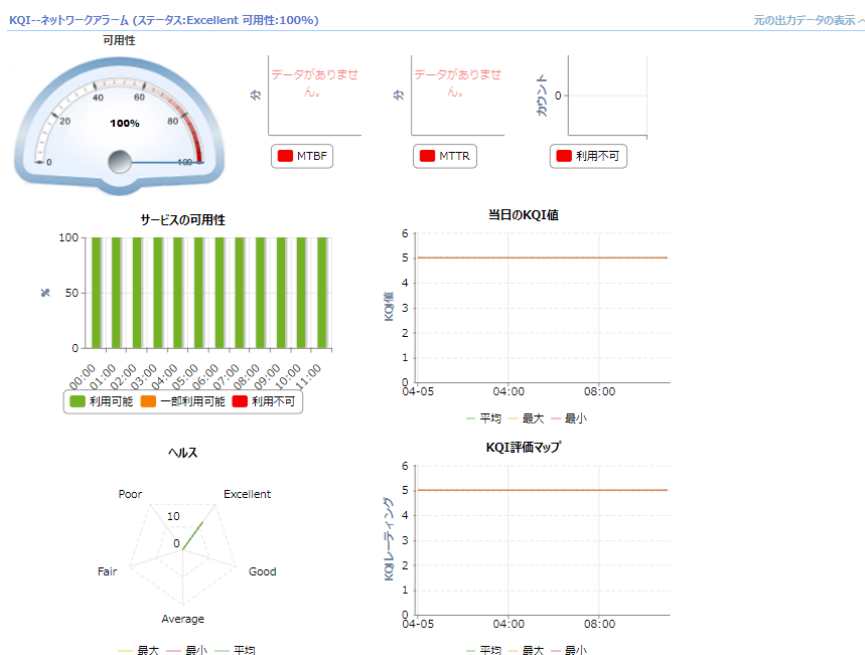 KQI--ネットワークアラーム (ステータス:Excellent 可用性:100%)
元の出力データの表示
可用性
0
20
40
60
80
100
100%
分
データがありません。
MTBF
分
データがありません。
MTTR
カウント
0
利用不可
サービスの可用性
%
100
50
0
00:00
01:00
02:00
03:00
04:00
05:00
06:00
07:00
08:00
09:00
10:00
11:00
利用可能 一部利用可能 利用不可
当日のKQI値
KQI値
6
5
4
3
2
1
0
04-05 04:00 08:00
平均 最大 最小
ヘルス
Poor
Excellent
10
0
Fair
Good
Average
最大 最小 平均
KQI評価マップ
KQIレーティング
6
5
4
3
2
1
0
04-05 04:00 08:00
平均 最大 最小